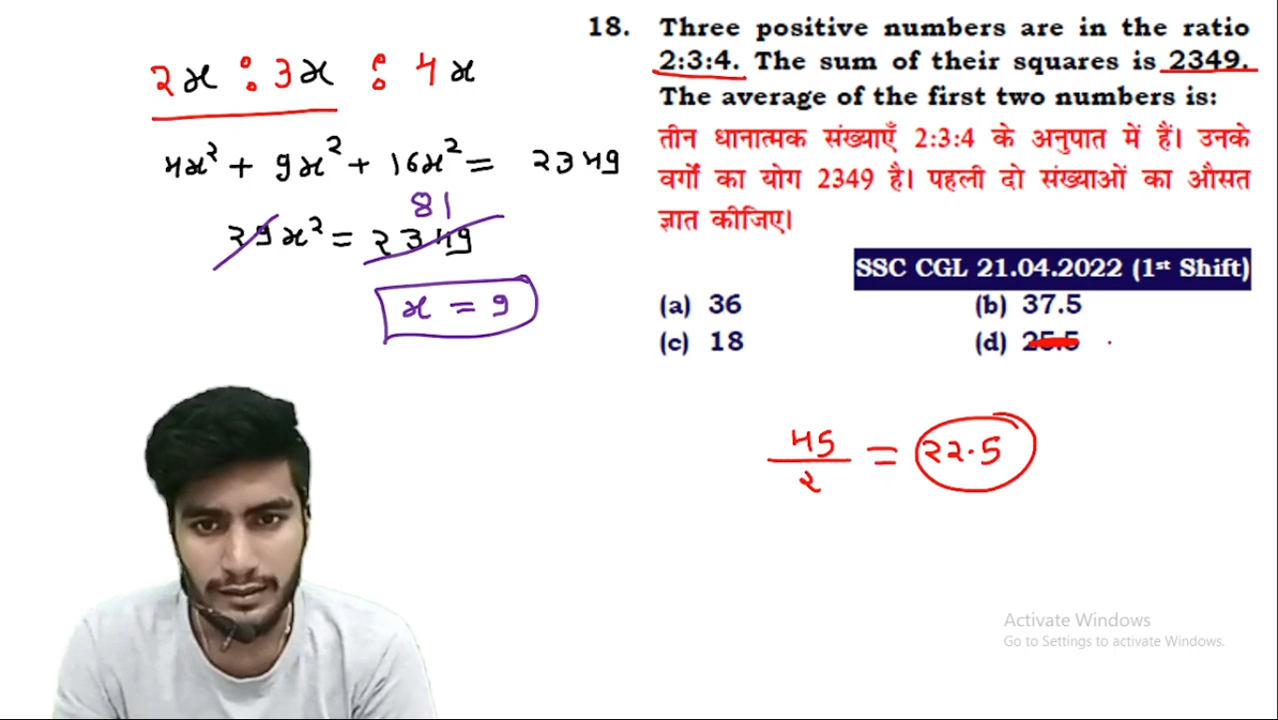 2x : 3x : 4x
4x² + 9x² + 16x² = 2349
81
29x² = 2349
x = 9
18. Three positive numbers are in the ratio
2:3:4. The sum of their squares is 2349.
The average of the first two numbers is:
तीन धानात्मक संख्याएँ 2:3:4 के अनुपात में हैं। उनके
वर्गों का योग 2349 है। पहली दो संख्याओं का औसत
ज्ञात कीजिए।
SSC CGL 21.04.2022 (1st Shift)
(a) 36 (b) 37.5
(c) 18 (d) 25.5
45/2 = 22.5
Activate Windows
Go to Settings to activate Windows.